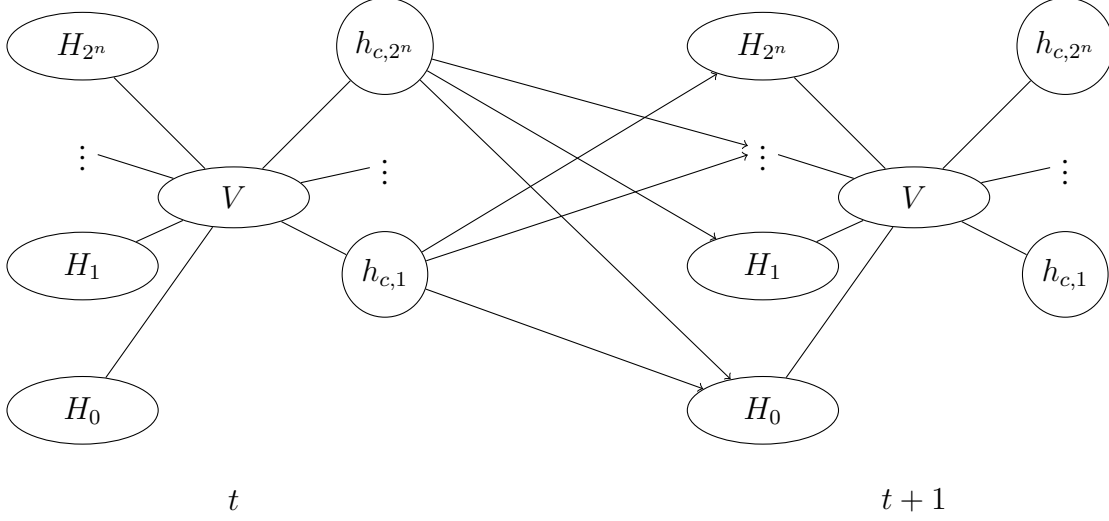 H_{2^n} h_{c,2^n} H_{2^n} h_{c,2^n}
⋮ ⋮ ⋮ ⋮
V V
H_1 h_{c,1} H_1 h_{c,1}
H_0 H_0
t t + 1